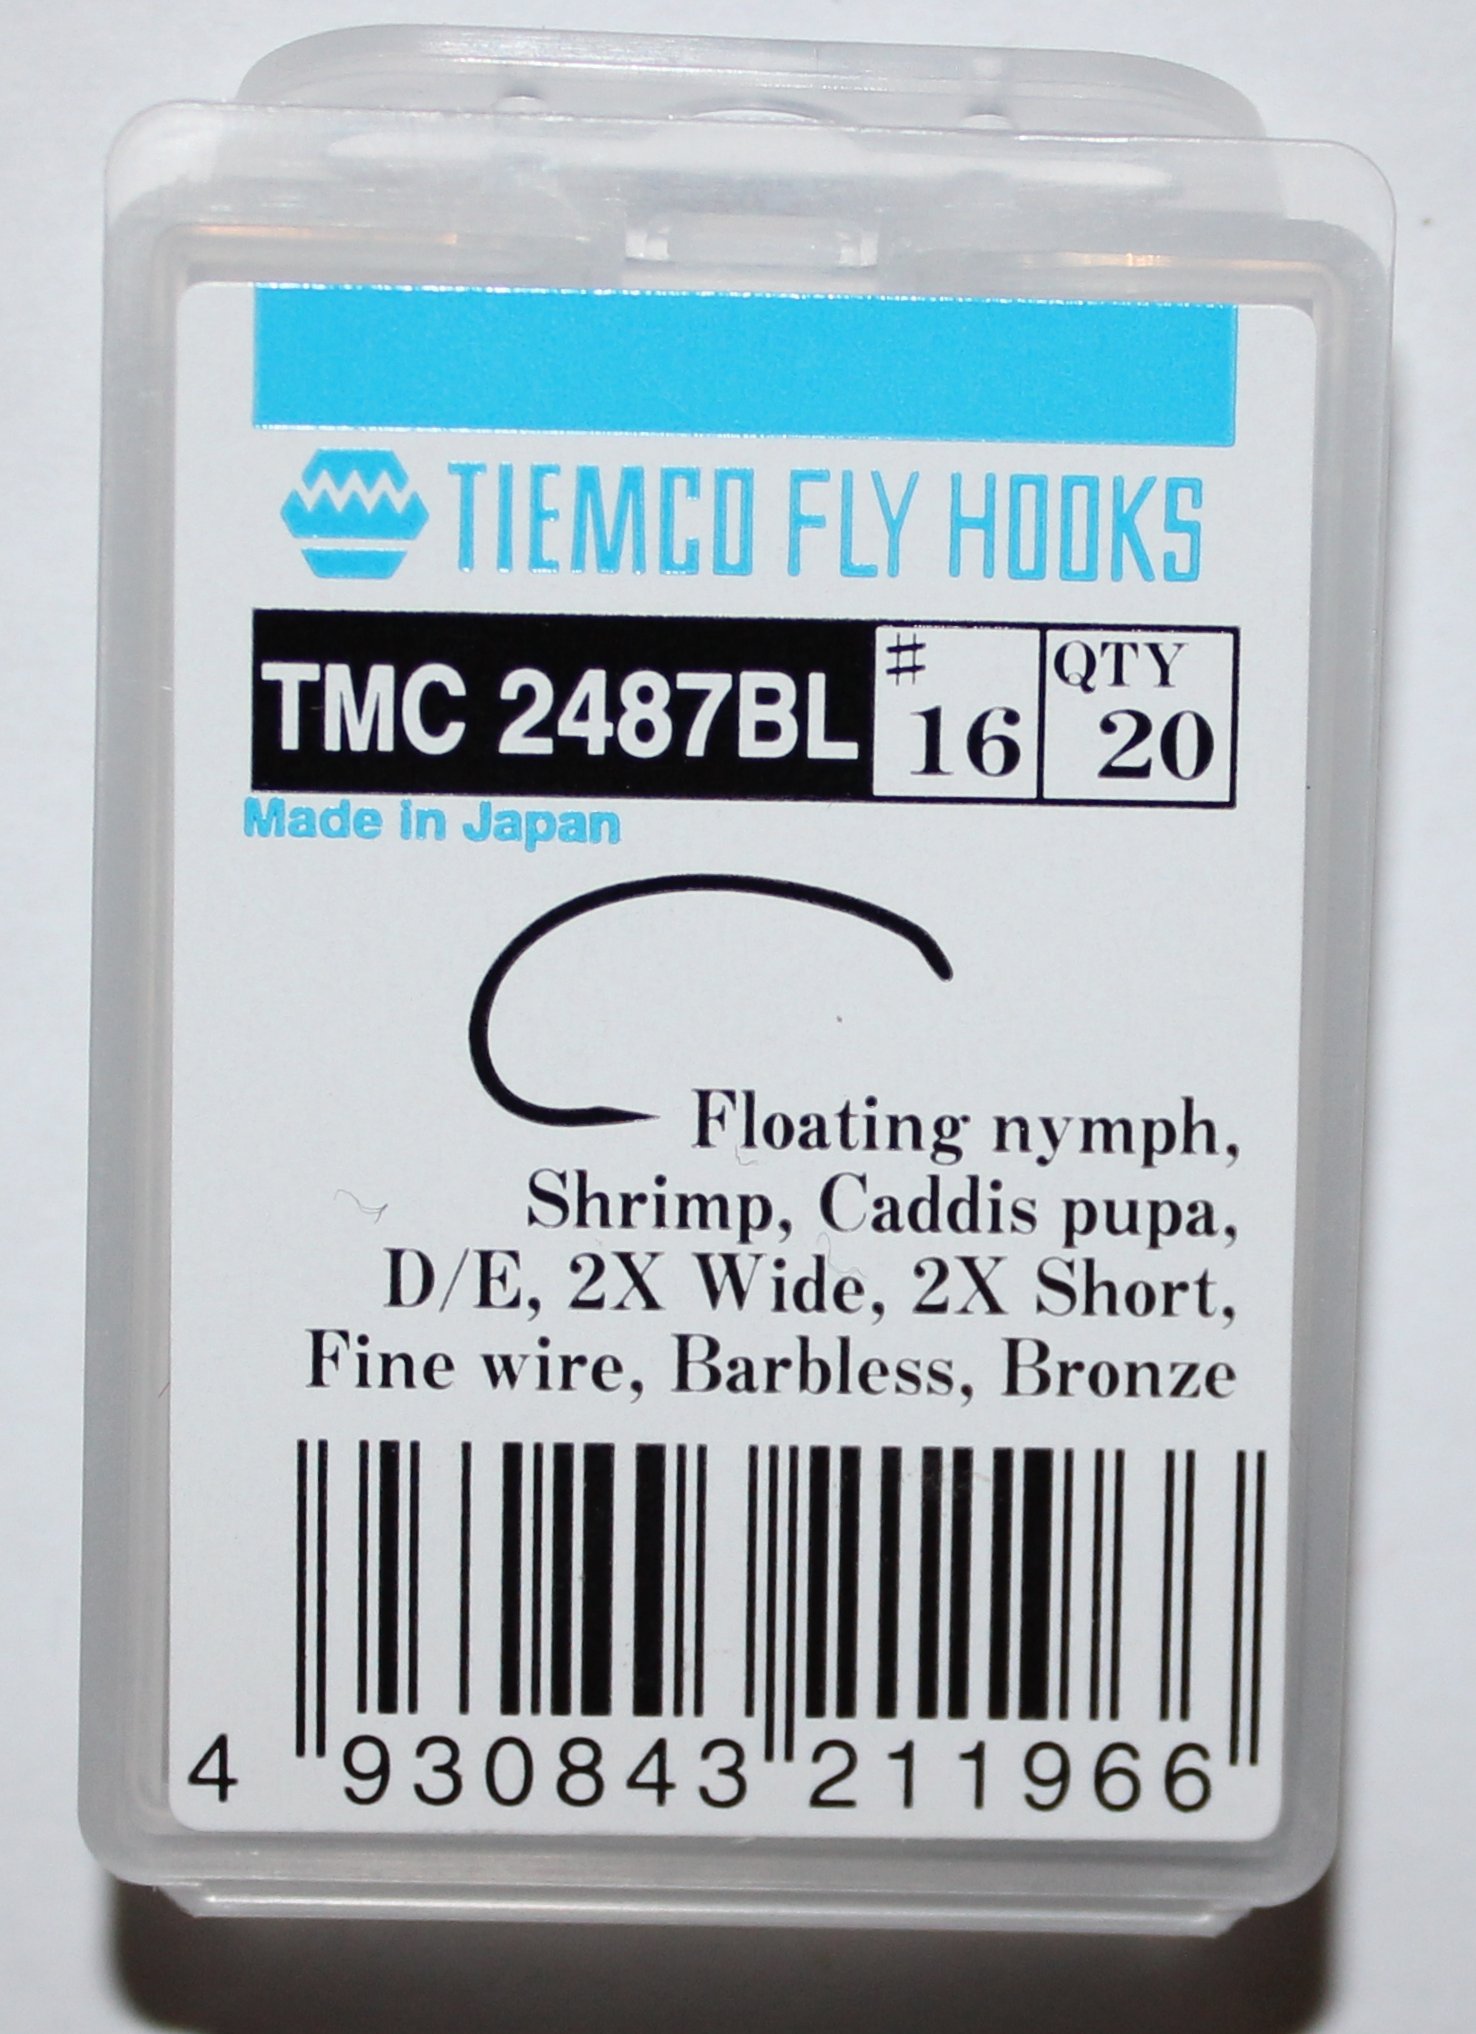 TIEMCO FLY HOOKS
TMC 2487BL # 16 QTY 20
Made in Japan
Floating nymph,
Shrimp, Caddis pupa,
D/E, 2X Wide, 2X Short,
Fine wire, Barbless, Bronze
4 930843 211966